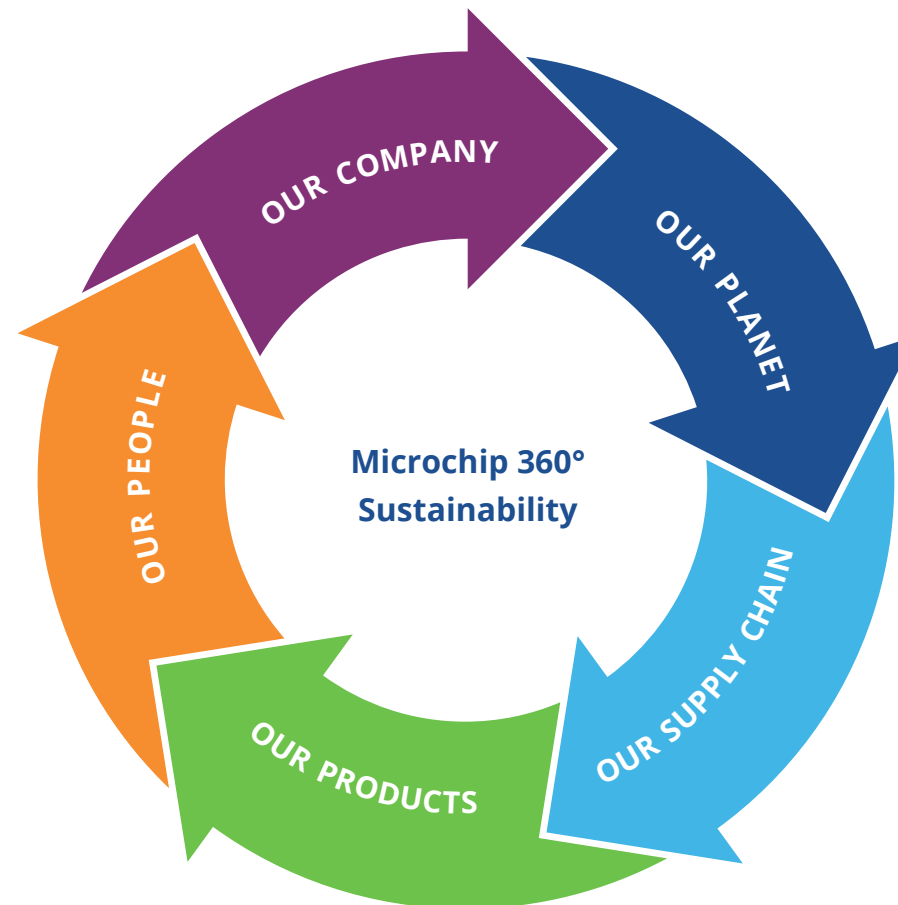 OUR COMPANY
OUR PLANET
OUR SUPPLY CHAIN
OUR PRODUCTS
OUR PEOPLE
Microchip 360°
Sustainability